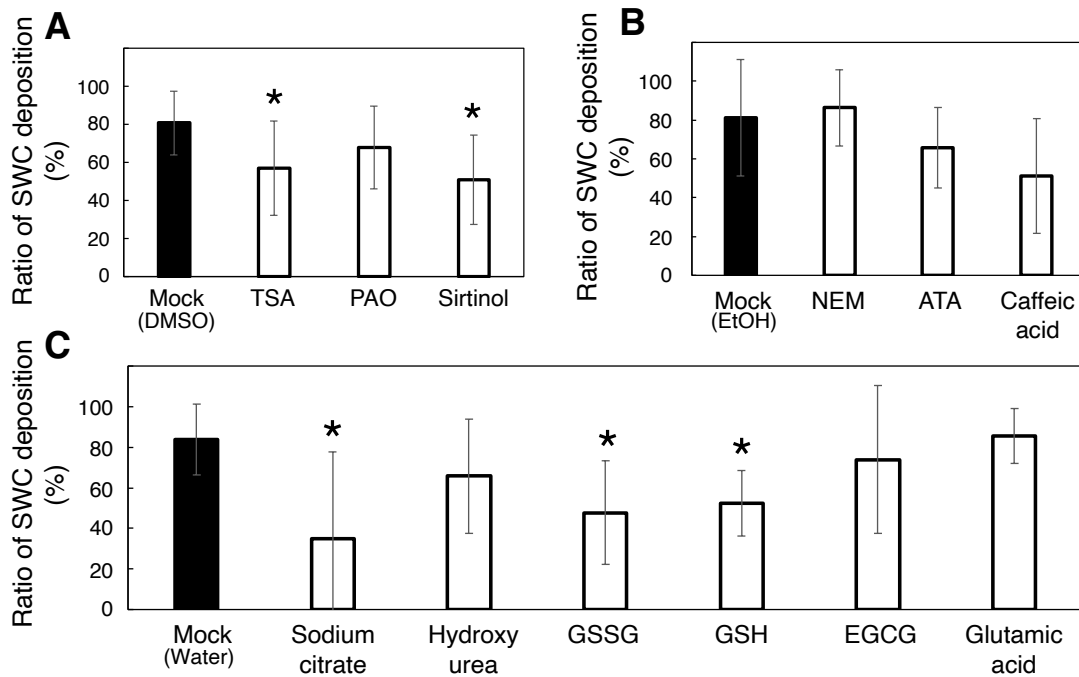 A
Ratio of SWC deposition
(%)
100
80
60
40
20
0
*
*
Mock
(DMSO)
TSA
PAO
Sirtinol
B
Ratio of SWC deposition
(%)
100
80
60
40
20
0
Mock
(EtOH)
NEM
ATA
Caffeic
acid
C
Ratio of SWC deposition
(%)
100
80
60
40
20
0
*
*
*
Mock
(Water)
Sodium
citrate
Hydroxy
urea
GSSG
GSH
EGCG
Glutamic
acid